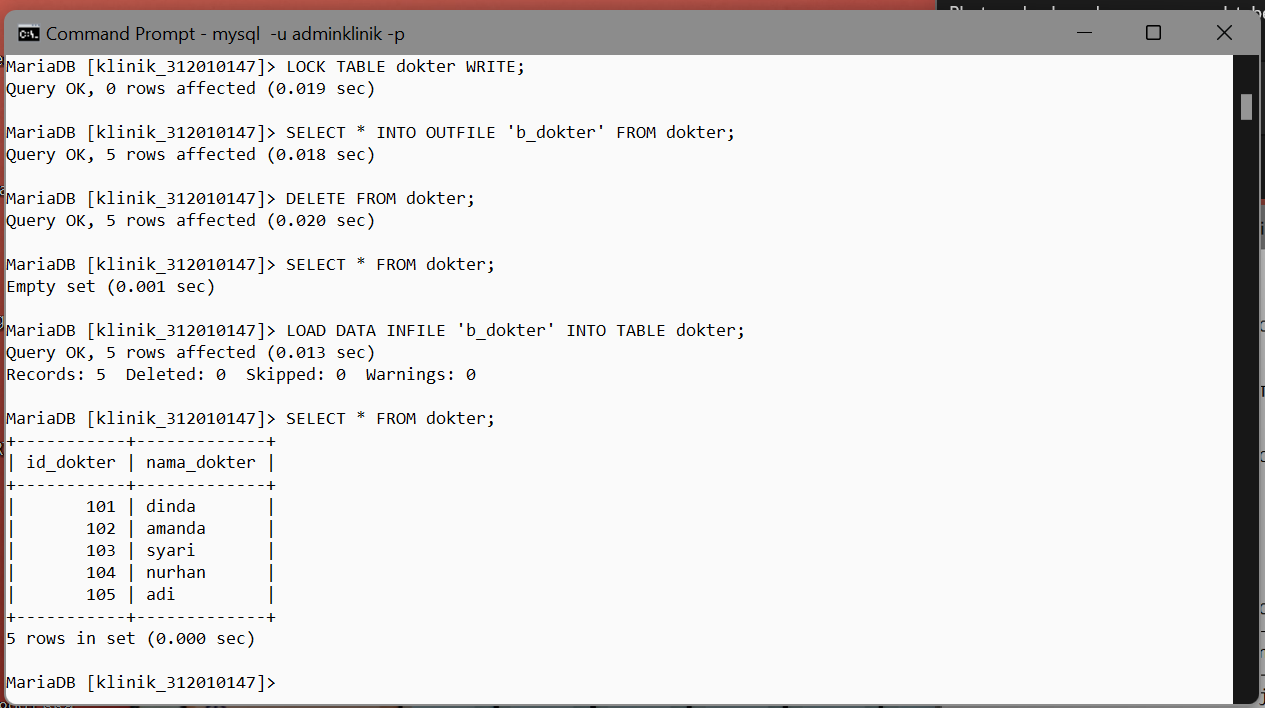 Command Prompt - mysql  -u adminklinik -p
MariaDB [klinik_312010147]> LOCK TABLE dokter WRITE;
Query OK, 0 rows affected (0.019 sec)
MariaDB [klinik_312010147]> SELECT * INTO OUTFILE 'b_dokter' FROM dokter;
Query OK, 5 rows affected (0.018 sec)
MariaDB [klinik_312010147]> DELETE FROM dokter;
Query OK, 5 rows affected (0.020 sec)
MariaDB [klinik_312010147]> SELECT * FROM dokter;
Empty set (0.001 sec)
MariaDB [klinik_312010147]> LOAD DATA INFILE 'b_dokter' INTO TABLE dokter;
Query OK, 5 rows affected (0.013 sec)
Records: 5  Deleted: 0  Skipped: 0  Warnings: 0
MariaDB [klinik_312010147]> SELECT * FROM dokter;
+-----------+-------------+
| id_dokter | nama_dokter |
+-----------+-------------+
|       101 | dinda       |
|       102 | amanda      |
|       103 | syari       |
|       104 | nurhan      |
|       105 | adi         |
+-----------+-------------+
5 rows in set (0.000 sec)
MariaDB [klinik_312010147]>